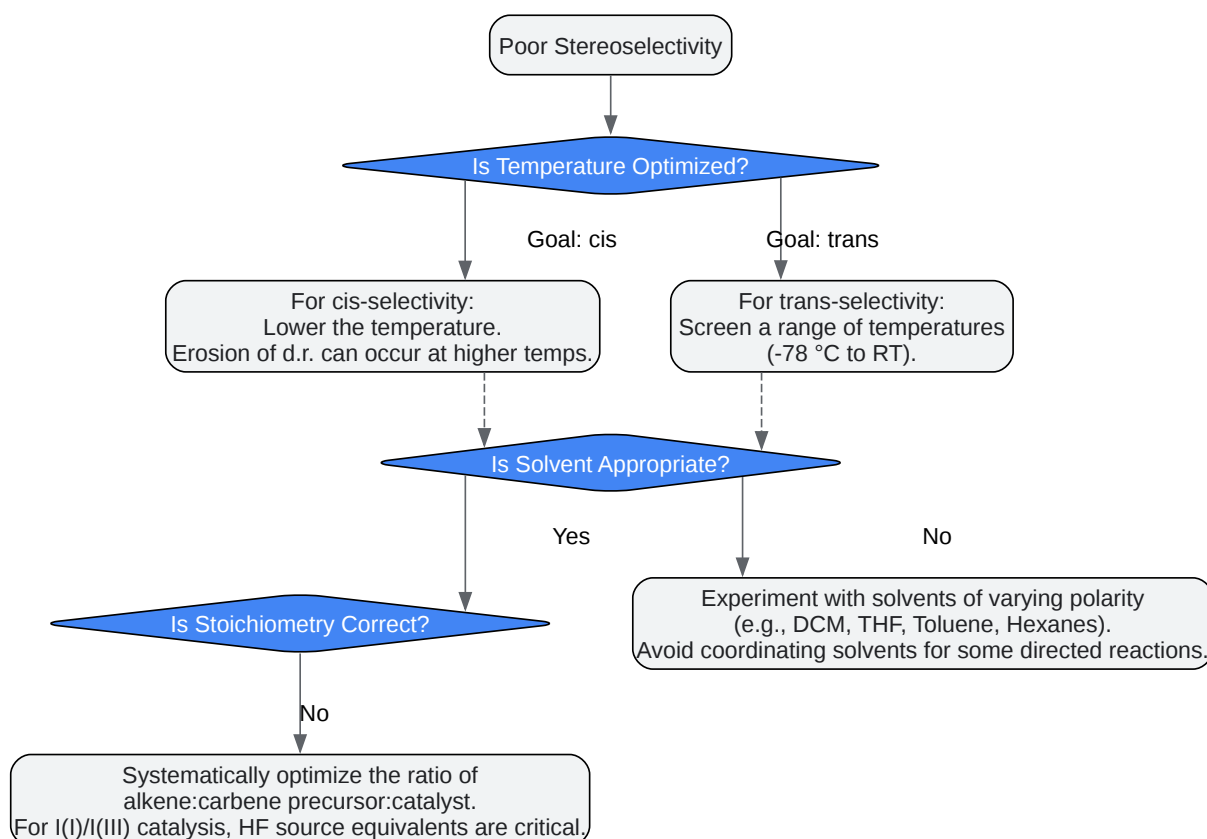 Poor Stereoselectivity
Is Temperature Optimized?
Goal: cis
Goal: trans
For cis-selectivity:
Lower the temperature.
Erosion of d.r. can occur at higher temps.
For trans-selectivity:
Screen a range of temperatures
(-78 °C to RT).
Is Solvent Appropriate?
Yes
No
Is Stoichiometry Correct?
Experiment with solvents of varying polarity
(e.g., DCM, THF, Toluene, Hexanes).
Avoid coordinating solvents for some directed reactions.
No
Systematically optimize the ratio of
alkene:carbene precursor:catalyst.
For I(I)/I(III) catalysis, HF source equivalents are critical.